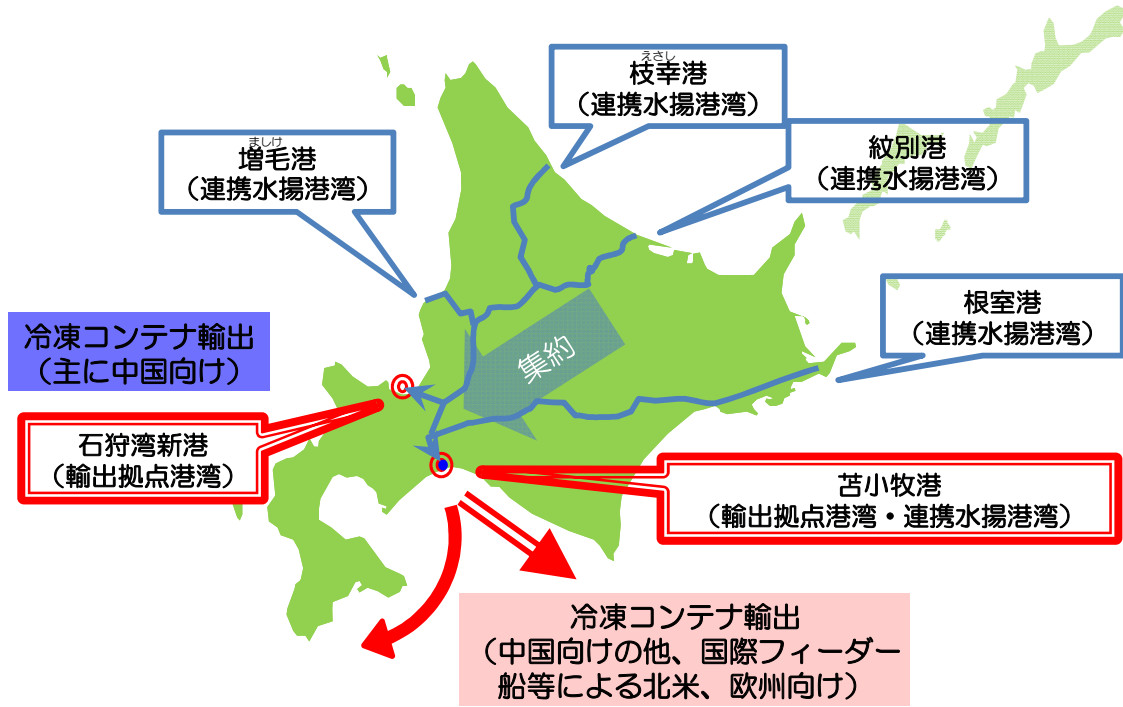 えさし
枝幸港
（連携水揚港湾）
紋別港
（連携水揚港湾）
ましけ
増毛港
（連携水揚港湾）
根室港
（連携水揚港湾）
冷凍コンテナ輸出
（主に中国向け）
集約
石狩湾新港
（輸出拠点港湾）
苫小牧港
（輸出拠点港湾・連携水揚港湾）
冷凍コンテナ輸出
（中国向けの他、国際フィーダー
船等による北米、欧州向け）